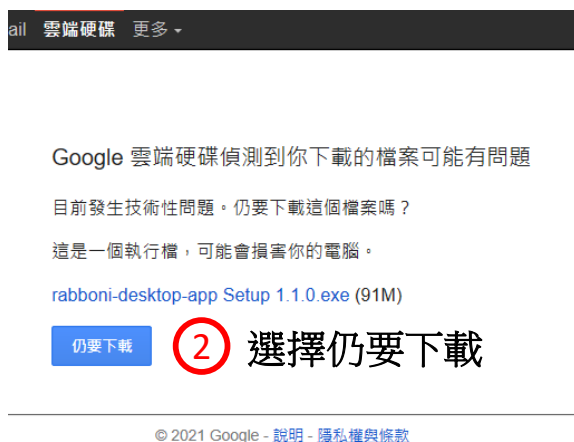 ail 雲端硬碟 更多
Google 雲端硬碟偵測到你下載的檔案可能有問題
目前發生技術性問題。仍要下載這個檔案嗎？
這是一個執行檔，可能會損害你的電腦。
rabboni-desktop-app Setup 1.1.0.exe (91M)
仍要下載 2 選擇仍要下載
© 2021 Google - 說明 - 隱私權與條款